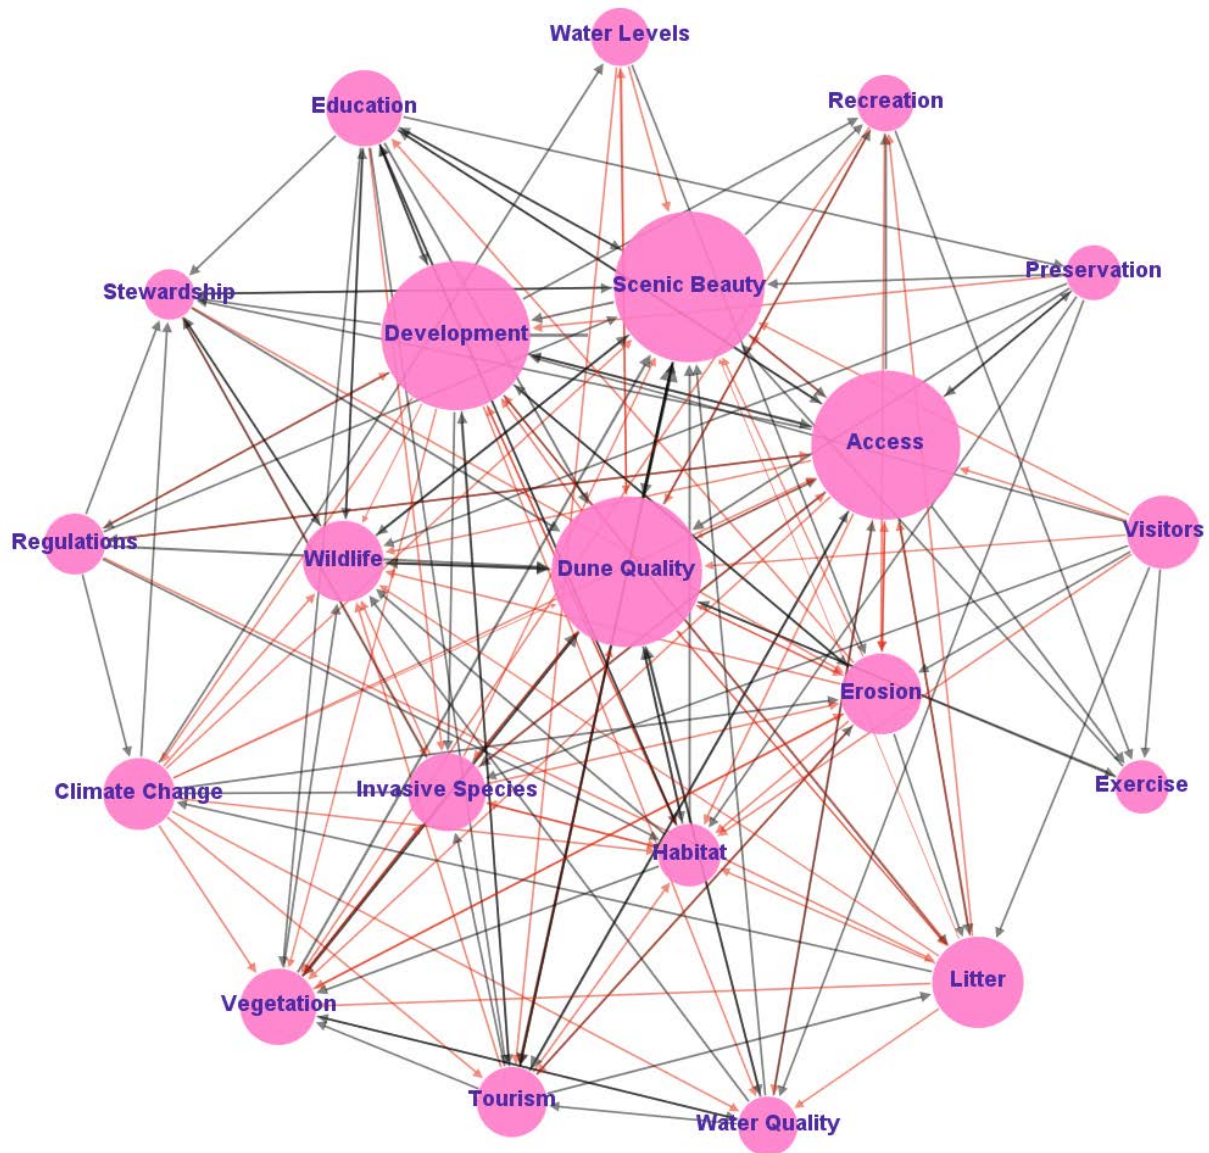 Water Levels
Education
Recreation
Preservation
Scenic Beauty
Stewardship
Development
Access
Visitors
Regulations
Wildlife
Dune Quality
Erosion
Exercise
Climate Change
Invasive Species
Habitat
Litter
Vegetation
Tourism
Water Quality